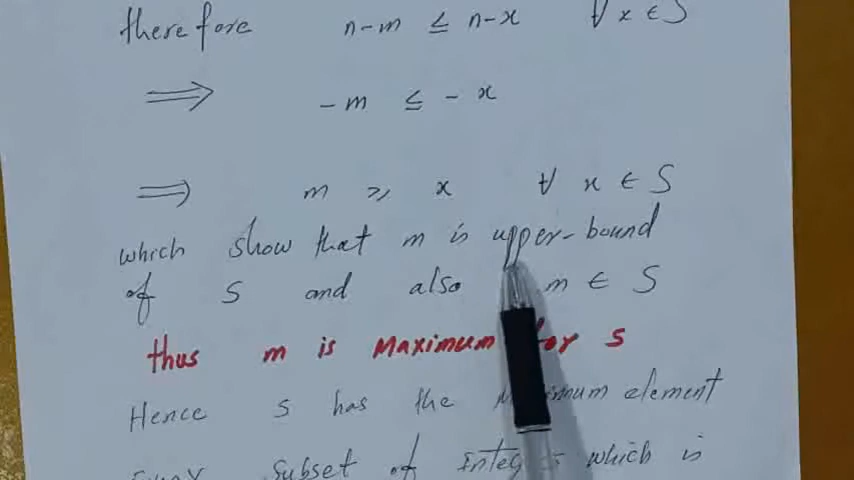 therefore n-m ≤ n-x ∀ x ∈ S
⟹ -m ≤ -x
⟹ m ⩾ x ∀ x ∈ S
which show that m is upper-bound
of S and also m ∈ S
thus m is MAXIMUM for S
Hence S has the element
subset of which is